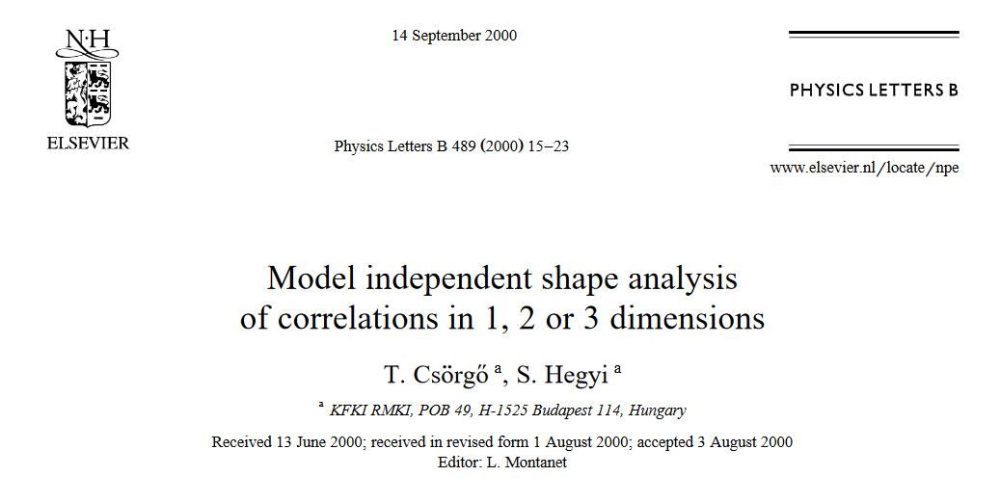 N·H
ELSEVIER
14 September 2000
Physics Letters B 489 (2000) 15–23
PHYSICS LETTERS B
www.elsevier.nl/locate/npe
Model independent shape analysis
of correlations in 1, 2 or 3 dimensions
T. Csörgő ᵃ, S. Hegyi ᵃ
ᵃ KFKI RMKI, POB 49, H-1525 Budapest 114, Hungary
Received 13 June 2000; received in revised form 1 August 2000; accepted 3 August 2000
Editor: L. Montanet